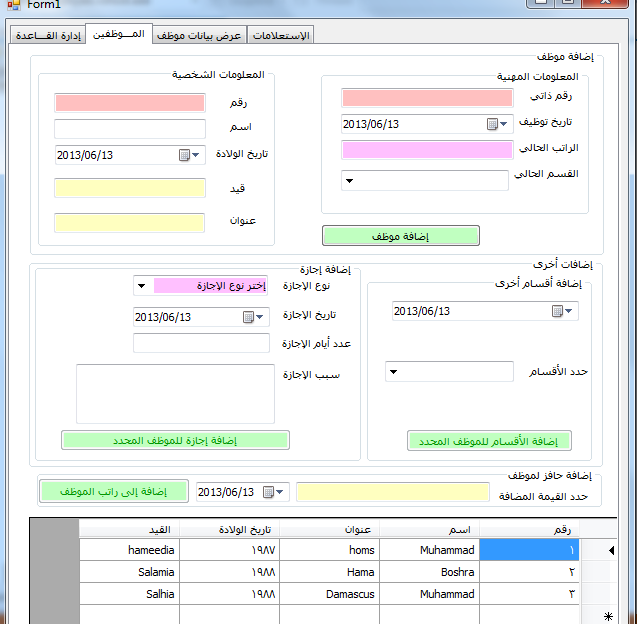 Form1
إدارة القـــاعدة
المـــوظفين
عرض بيانات موظف
الإستعلامات
إضافة موظف
المعلومات المهنية
رقم ذاتي
تاريخ توظيف
2013/06/13
الراتب الحالي
القسم الحالي
إضافة موظف
المعلومات الشخصية
رقم
اسم
تاريخ الولادة
2013/06/13
قيد
عنوان
إضافات أخرى
إضافة أقسام أخرى
2013/06/13
حدد الأقسام
إضافة الأقسام للموظف المحدد
إضافة إجازة
نوع الإجازة
إختر نوع الإجازة
تاريخ الإجازة
2013/06/13
عدد أيام الاجازة
سبب الإجازة
إضافة إجازة للموظف المحدد
إضافة حافز لموظف
حدد القيمة المضافة
2013/06/13
إضافة إلى راتب الموظف
رقم اسم عنوان تاريخ الولادة القيد
١ Muhammad homs ١٩٨٧ hameedia
٢ Boshra Hama ١٩٨٨ Salamia
٣ Muhammad Damascus ١٩٨٨ Salhia